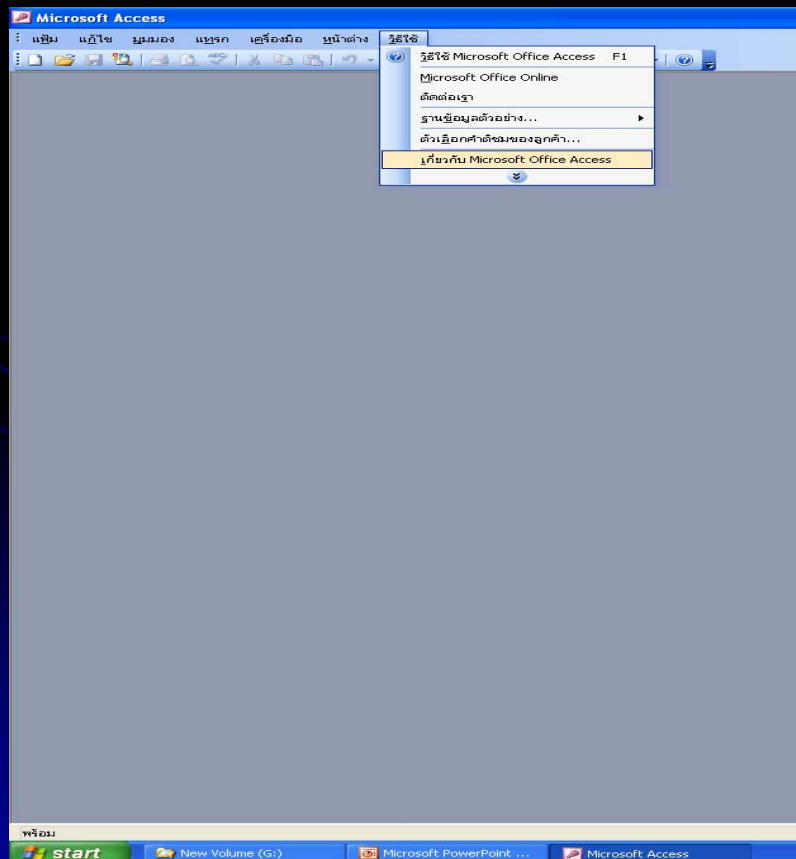 Microsoft Access
แฟ้ม แก้ไข มุมมอง แทรก เครื่องมือ หน้าต่าง วิธีใช้
วิธีใช้ Microsoft Office Access F1
Microsoft Office Online
ติดต่อเรา
ฐานข้อมูลตัวอย่าง...
ตัวเลือกคำติชมของลูกค้า...
เกี่ยวกับ Microsoft Office Access
พร้อม
start New Volume (G:) Microsoft PowerPoint ... Microsoft Access